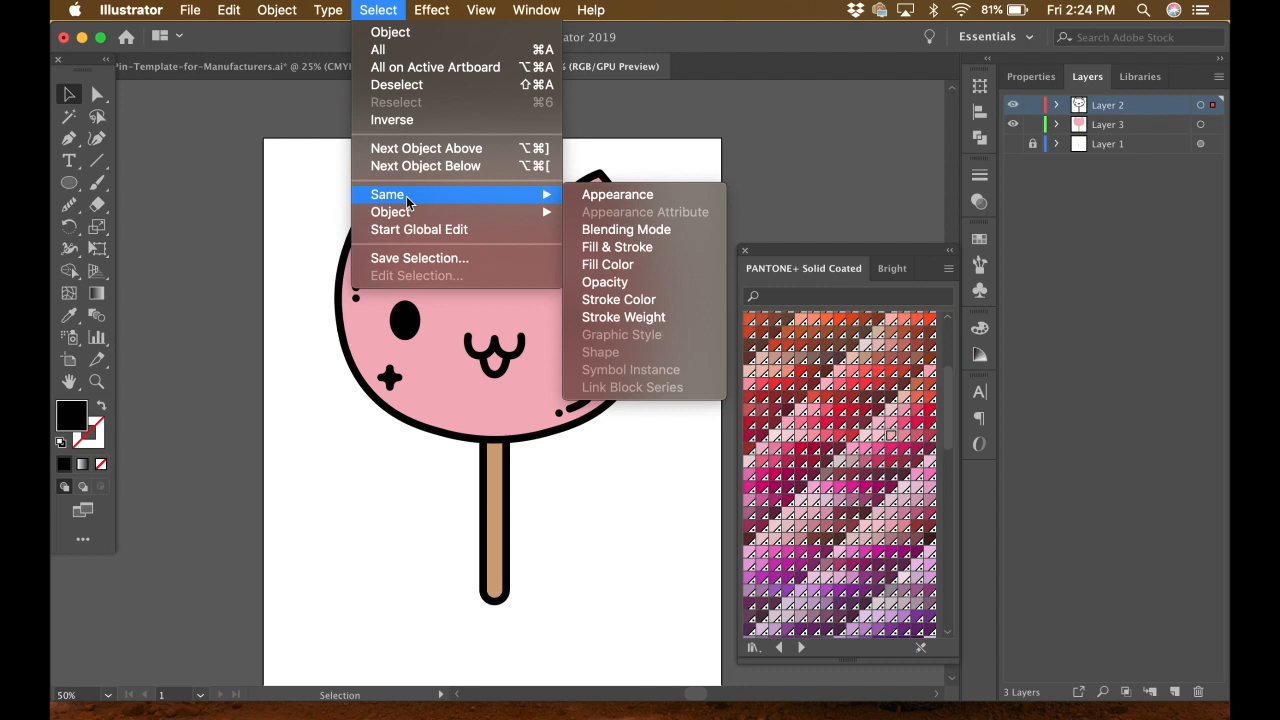 Illustrator File Edit Object Type Select Effect View Window Help
81% Fri 2:24 PM
ator 2019
Essentials
Search Adobe Stock
Pin-Template-for-Manufacturers.ai* @ 25% (CMY
% (RGB/GPU Preview)
Object
All ⌘A
All on Active Artboard ⌥⌘A
Deselect ⇧⌘A
Reselect ⌘6
Inverse
Next Object Above ⌥⌘]
Next Object Below ⌥⌘[
Same
Object
Start Global Edit
Save Selection...
Edit Selection...
Appearance
Appearance Attribute
Blending Mode
Fill & Stroke
Fill Color
Opacity
Stroke Color
Stroke Weight
Graphic Style
Shape
Symbol Instance
Link Block Series
PANTONE+ Solid Coated Bright
Properties Layers Libraries
Layer 2
Layer 3
Layer 1
3 Layers
50% 1 Selection